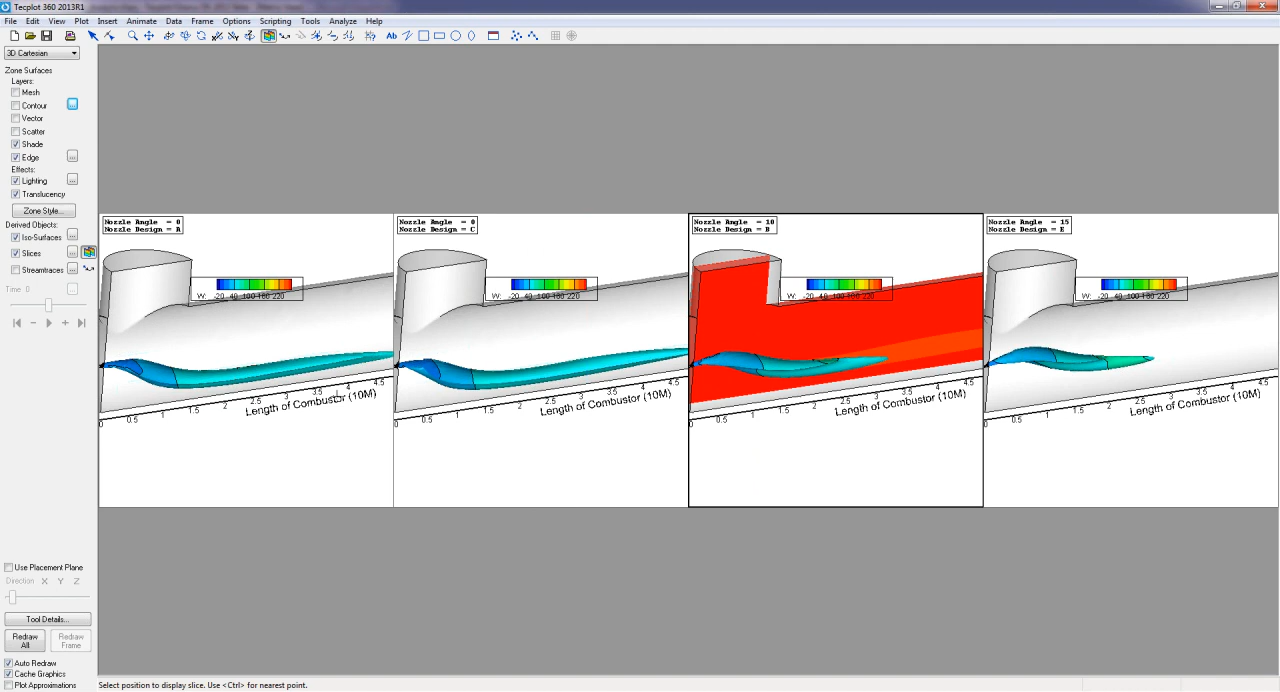 Tecplot 360 2013R1
File Edit View Plot Insert Animate Data Frame Options Scripting Tools Analyze Help
Ab
3D Cartesian
Zone Surfaces
Layers:
Mesh
Contour
Vector
Scatter
Shade
Edge
Effects:
Lighting
Translucency
Zone Style...
Derived Objects:
Iso-Surfaces
Slices
Streamtraces
Time 0
Nozzle Angle = 0
Nozzle Design = A
W: -20 40 100 160 220
0 0.5 1 1.5 2 2.5 3 3.5 4 4.5
Length of Combustor (10M)
Nozzle Angle = 0
Nozzle Design = C
W: -20 40 100 160 220
0 0.5 1 1.5 2 2.5 3 3.5 4 4.5
Length of Combustor (10M)
Nozzle Angle = 10
Nozzle Design = B
W: -20 40 100 160 220
0 0.5 1 1.5 2 2.5 3 3.5 4 4.5
Length of Combustor (10M)
Nozzle Angle = 15
Nozzle Design = E
W: -20 40 100 160 220
0 0.5 1 1.5 2 2.5 3 3.5 4 4.5
Length of Combustor (10M)
Use Placement Plane
Direction X Y Z
Tool Details...
Redraw All
Redraw Frame
Auto Redraw
Cache Graphics
Plot Approximations
Select position to display slice. Use <Ctrl> for nearest point.